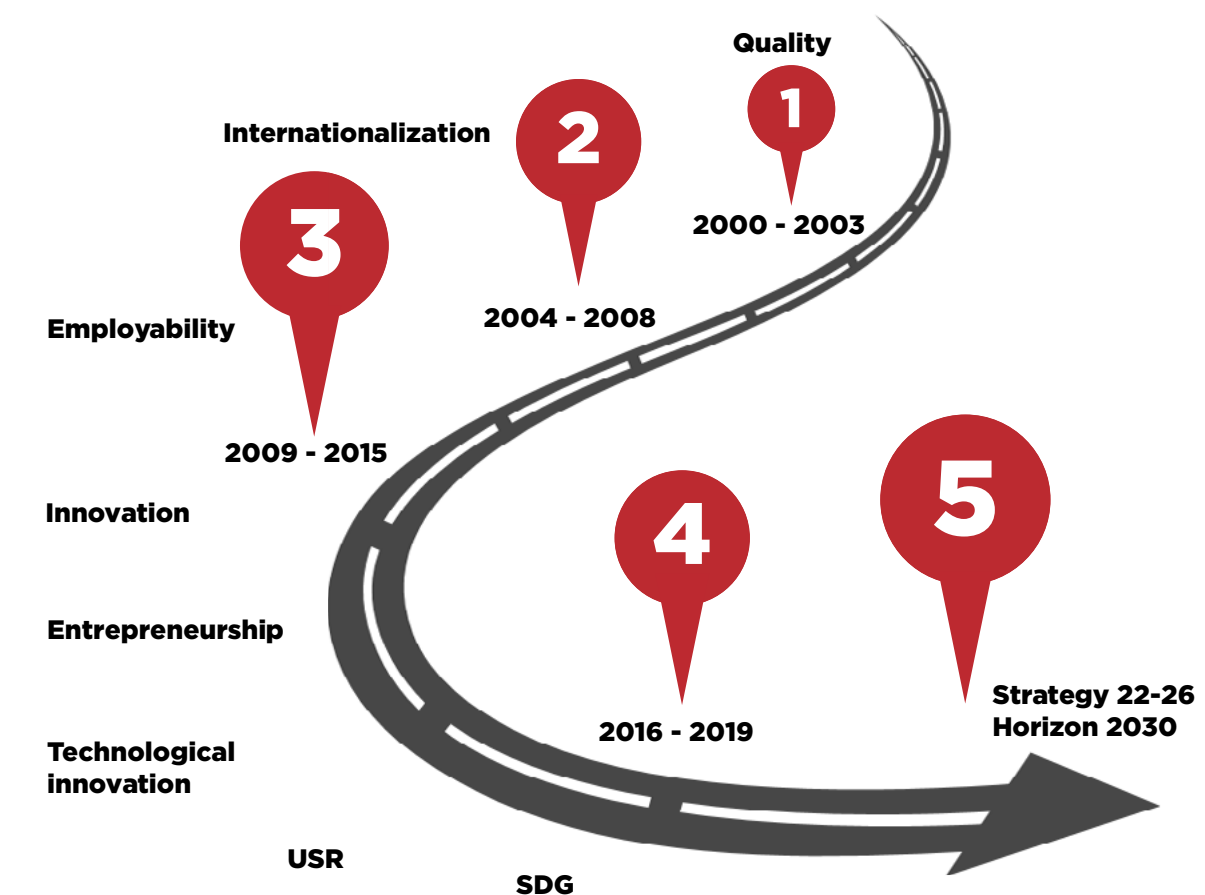 Quality
1
2000 - 2003
Internationalization
2
2004 - 2008
3
Employability
2009 - 2015
Innovation
4
2016 - 2019
5
Strategy 22-26
Horizon 2030
Entrepreneurship
Technological
innovation
USR
SDG